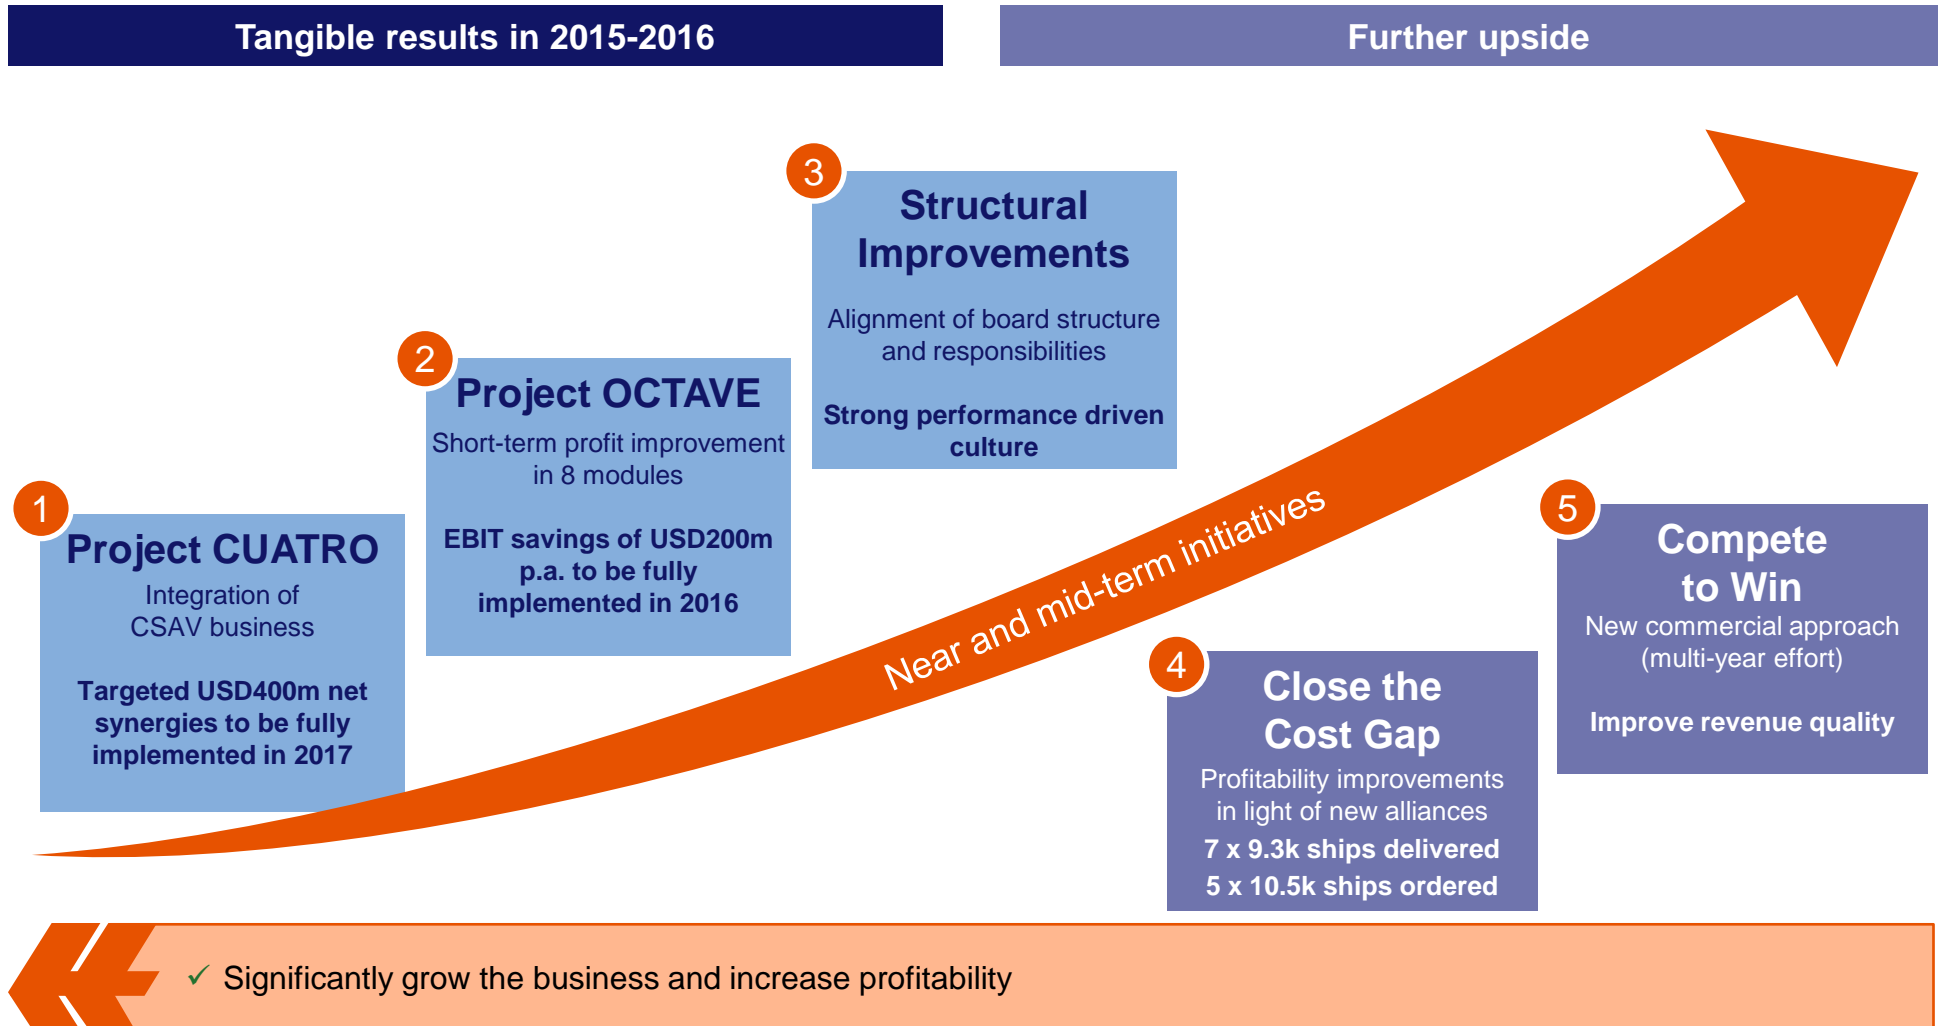 Tangible results in 2015-2016
Further upside
1
Project CUATRO
Integration of
CSAV business
Targeted USD400m net
synergies to be fully
implemented in 2017
2
Project OCTAVE
Short-term profit improvement
in 8 modules
EBIT savings of USD200m
p.a. to be fully
implemented in 2016
3
Structural
Improvements
Alignment of board structure
and responsibilities
Strong performance driven
culture
Near and mid-term initiatives
4
Close the
Cost Gap
Profitability improvements
in light of new alliances
7 x 9.3k ships delivered
5 x 10.5k ships ordered
5
Compete
to Win
New commercial approach
(multi-year effort)
Improve revenue quality
✓ Significantly grow the business and increase profitability